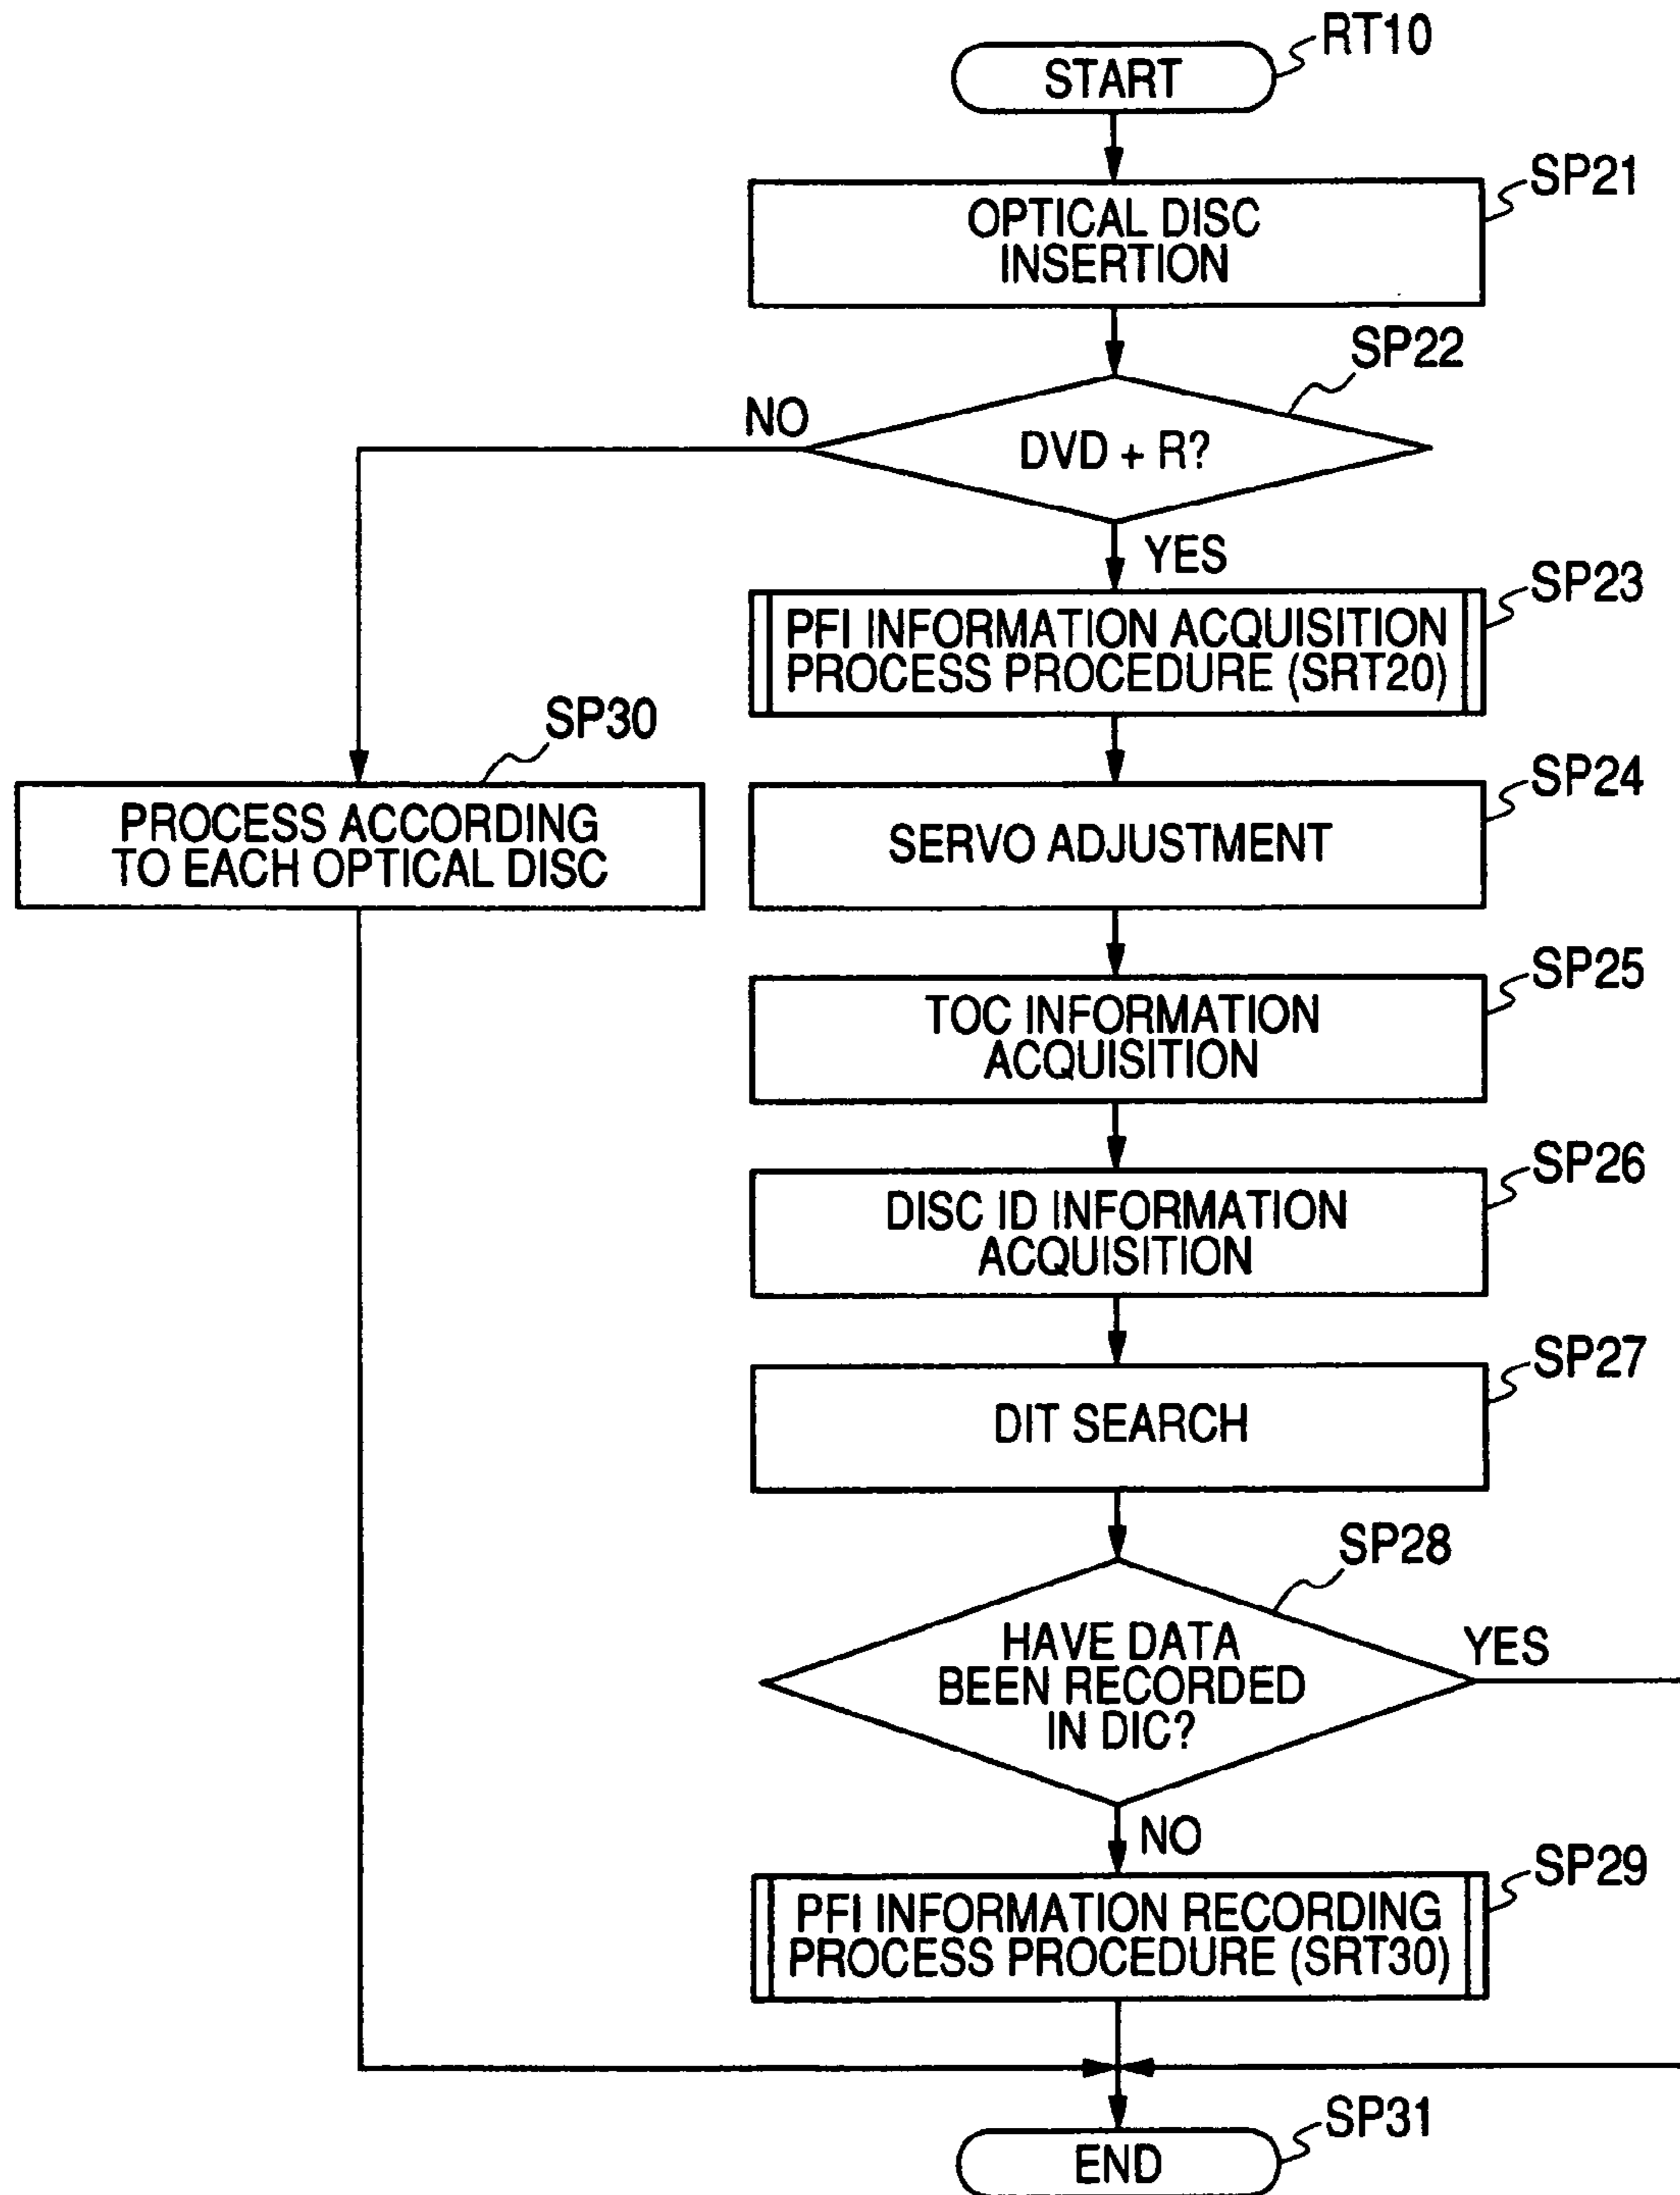 RT10
START
SP21
OPTICAL DISC
INSERTION
SP22
NO
DVD + R?
YES
SP23
PFI INFORMATION ACQUISITION
PROCESS PROCEDURE (SRT20)
SP30
PROCESS ACCORDING
TO EACH OPTICAL DISC
SP24
SERVO ADJUSTMENT
SP25
TOC INFORMATION
ACQUISITION
SP26
DISC ID INFORMATION
ACQUISITION
SP27
DIT SEARCH
SP28
HAVE DATA
BEEN RECORDED
IN DIC?
YES
NO
SP29
PFI INFORMATION RECORDING
PROCESS PROCEDURE (SRT30)
SP31
END